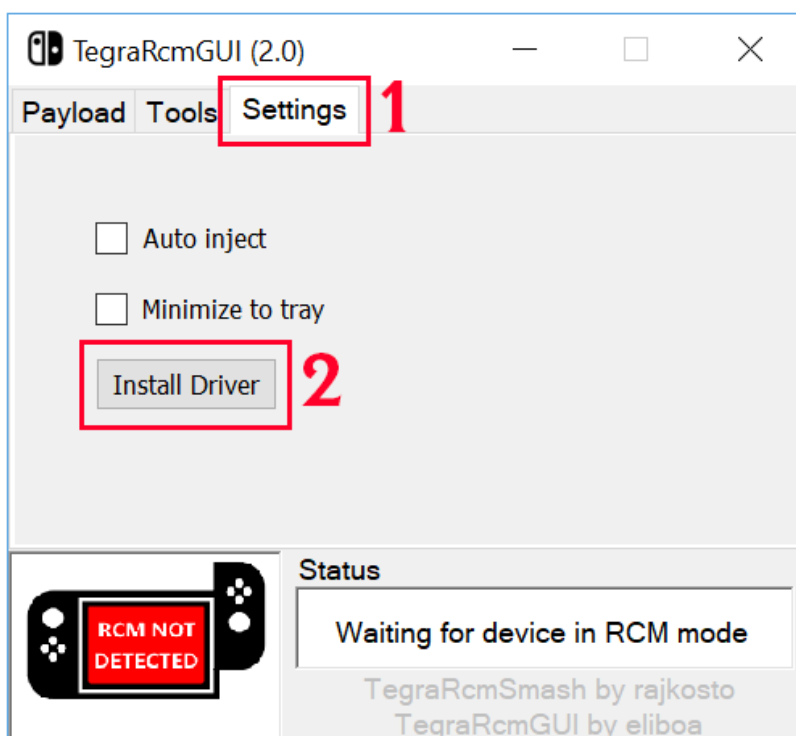 TegraRcmGUI (2.0)
Payload Tools Settings 1
Auto inject
Minimize to tray
Install Driver 2
Status
RCM NOT
DETECTED
Waiting for device in RCM mode
TegraRcmSmash by rajkosto
TegraRcmGUI by eliboa